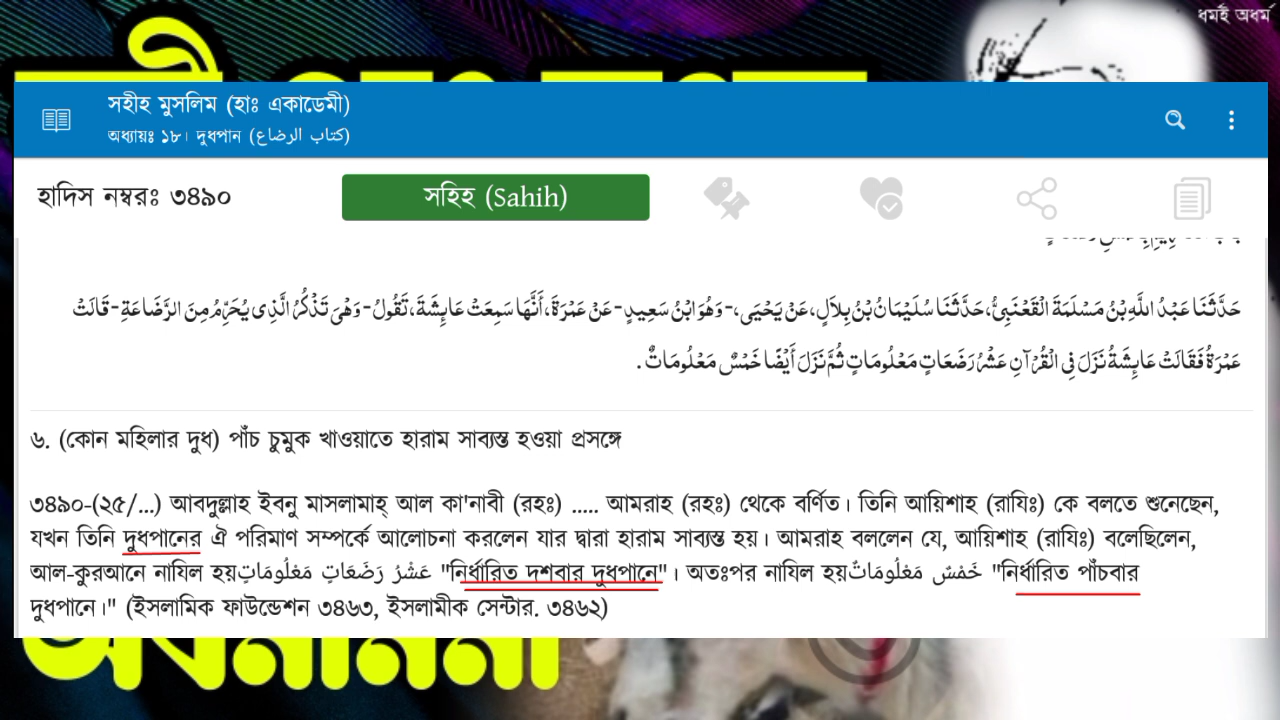 ধর্মই অধর্ম
সহীহ মুসলিম (হাঃ একাডেমী)
অধ্যায়ঃ ১৮। দুধপান (كتاب الرضاع)
হাদিস নম্বরঃ ৩৪৯০
সহিহ (Sahih)
حَدَّثَنَا عَبْدُ اللَّهِ بْنُ مَسْلَمَةَ الْقَعْنَبِيُّ، حَدَّثَنَا سُلَيْمَانُ بْنُ بِلاَلٍ، عَنْ يَحْيَى، - وَهُوَ ابْنُ سَعِيدٍ - عَنْ عَمْرَةَ، أَنَّهَا سَمِعَتْ عَائِشَةَ، تَقُولُ - وَهْىَ تَذْكُرُ الَّذِي يُحَرِّمُ مِنَ الرَّضَاعَةِ - قَالَتْ
عَمْرَةُ فَقَالَتْ عَائِشَةُ نَزَلَ فِي الْقُرْآنِ عَشْرُ رَضَعَاتٍ مَعْلُومَاتٍ ثُمَّ نَزَلَ أَيْضًا خَمْسٌ مَعْلُومَاتٌ .
৬. (কোন মহিলার দুধ) পাঁচ চুমুক খাওয়াতে হারাম সাব্যস্ত হওয়া প্রসঙ্গে
৩৪৯০-(২৫/...) আবদুল্লাহ ইবনু মাসলামাহ্ আল কা'নাবী (রহঃ) ..... আমরাহ (রহঃ) থেকে বর্ণিত। তিনি আয়িশাহ (রাযিঃ) কে বলতে শুনেছেন,
যখন তিনি দুধপানের ঐ পরিমাণ সম্পর্কে আলোচনা করলেন যার দ্বারা হারাম সাব্যস্ত হয়। আমরাহ বললেন যে, আয়িশাহ (রাযিঃ) বলেছিলেন,
আল-কুরআনে নাযিল হয় عَشْرُ رَضَعَاتٍ مَعْلُومَاتٍ "নির্ধারিত দশবার দুধপানে"। অতঃপর নাযিল হয় خَمْسٌ مَعْلُومَاتٌ "নির্ধারিত পাঁচবার
দুধপানে।" (ইসলামিক ফাউন্ডেশন ৩৪৬৩, ইসলামীক সেন্টার. ৩৪৬২)